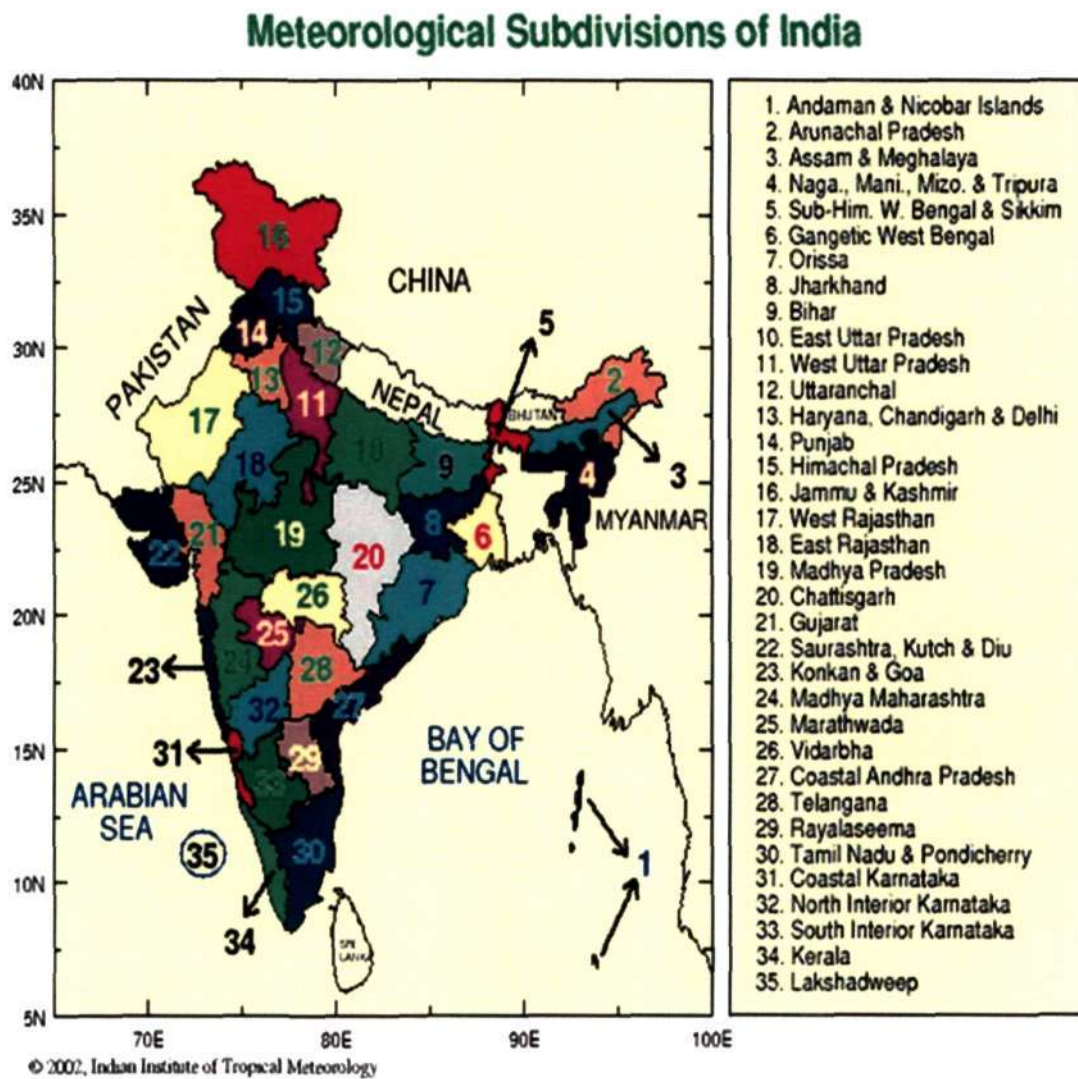 Meteorological Subdivisions of India
40N
35N
30N
25N
20N
15N
10N
5N
70E
80E
90E
100E
CHINA
PAKISTAN
NEPAL
BHUTAN
MYANMAR
BAY OF
BENGAL
ARABIAN
SEA
SRI
LANKA
16
15
14
12
13
11
17
18
10
9
5
2
3
4
21
22
19
20
8
6
7
26
25
24
28
23
27
32
31
29
33
30
35
34
1
1. Andaman & Nicobar Islands
2. Arunachal Pradesh
3. Assam & Meghalaya
4. Naga., Mani., Mizo. & Tripura
5. Sub-Him. W. Bengal & Sikkim
6. Gangetic West Bengal
7. Orissa
8. Jharkhand
9. Bihar
10. East Uttar Pradesh
11. West Uttar Pradesh
12. Uttaranchal
13. Haryana, Chandigarh & Delhi
14. Punjab
15. Himachal Pradesh
16. Jammu & Kashmir
17. West Rajasthan
18. East Rajasthan
19. Madhya Pradesh
20. Chattisgarh
21. Gujarat
22. Saurashtra, Kutch & Diu
23. Konkan & Goa
24. Madhya Maharashtra
25. Marathwada
26. Vidarbha
27. Coastal Andhra Pradesh
28. Telangana
29. Rayalaseema
30. Tamil Nadu & Pondicherry
31. Coastal Karnataka
32. North Interior Karnataka
33. South Interior Karnataka
34. Kerala
35. Lakshadweep
© 2002, Indian Institute of Tropical Meteorology